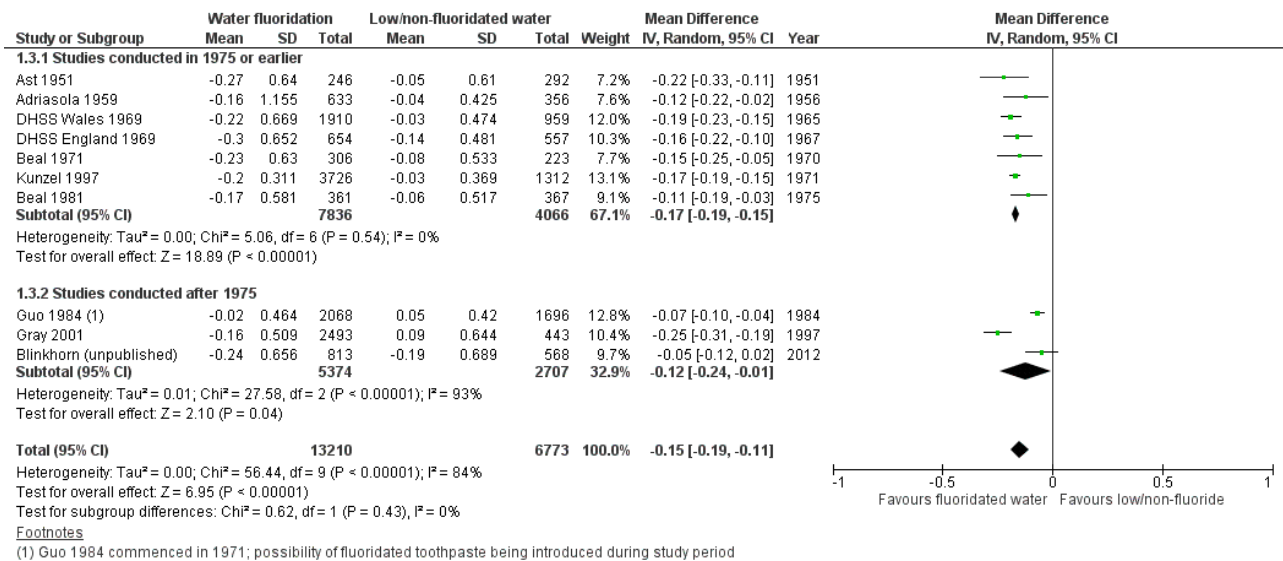 Water fluoridation Low/non-fluoridated water Mean Difference Mean Difference
Study or Subgroup Mean SD Total Mean SD Total Weight IV, Random, 95% CI Year IV, Random, 95% CI
1.3.1 Studies conducted in 1975 or earlier
Ast 1951 -0.27 0.64 246 -0.05 0.61 292 7.2% -0.22 [-0.33, -0.11] 1951
Adriasola 1959 -0.16 1.155 633 -0.04 0.425 356 7.6% -0.12 [-0.22, -0.02] 1956
DHSS Wales 1969 -0.22 0.669 1910 -0.03 0.474 959 12.0% -0.19 [-0.23, -0.15] 1965
DHSS England 1969 -0.3 0.652 654 -0.14 0.481 557 10.3% -0.16 [-0.22, -0.10] 1967
Beal 1971 -0.23 0.63 306 -0.08 0.533 223 7.7% -0.15 [-0.25, -0.05] 1970
Kunzel 1997 -0.2 0.311 3726 -0.03 0.369 1312 13.1% -0.17 [-0.19, -0.15] 1971
Beal 1981 -0.17 0.581 361 -0.06 0.517 367 9.1% -0.11 [-0.19, -0.03] 1975
Subtotal (95% CI) 7836 4066 67.1% -0.17 [-0.19, -0.15]
Heterogeneity: Tau² = 0.00; Chi² = 5.06, df = 6 (P = 0.54); I² = 0%
Test for overall effect: Z = 18.89 (P < 0.00001)
1.3.2 Studies conducted after 1975
Guo 1984 (1) -0.02 0.464 2068 0.05 0.42 1696 12.8% -0.07 [-0.10, -0.04] 1984
Gray 2001 -0.16 0.509 2493 0.09 0.644 443 10.4% -0.25 [-0.31, -0.19] 1997
Blinkhorn (unpublished) -0.24 0.656 813 -0.19 0.689 568 9.7% -0.05 [-0.12, 0.02] 2012
Subtotal (95% CI) 5374 2707 32.9% -0.12 [-0.24, -0.01]
Heterogeneity: Tau² = 0.01; Chi² = 27.58, df = 2 (P < 0.00001); I² = 93%
Test for overall effect: Z = 2.10 (P = 0.04)
Total (95% CI) 13210 6773 100.0% -0.15 [-0.19, -0.11]
Heterogeneity: Tau² = 0.00; Chi² = 56.44, df = 9 (P < 0.00001); I² = 84%
Test for overall effect: Z = 6.95 (P < 0.00001)
Test for subgroup differences: Chi² = 0.62, df = 1 (P = 0.43), I² = 0%
-1 -0.5 0 0.5 1
Favours fluoridated water Favours low/non-fluoride
Footnotes
(1) Guo 1984 commenced in 1971; possibility of fluoridated toothpaste being introduced during study period